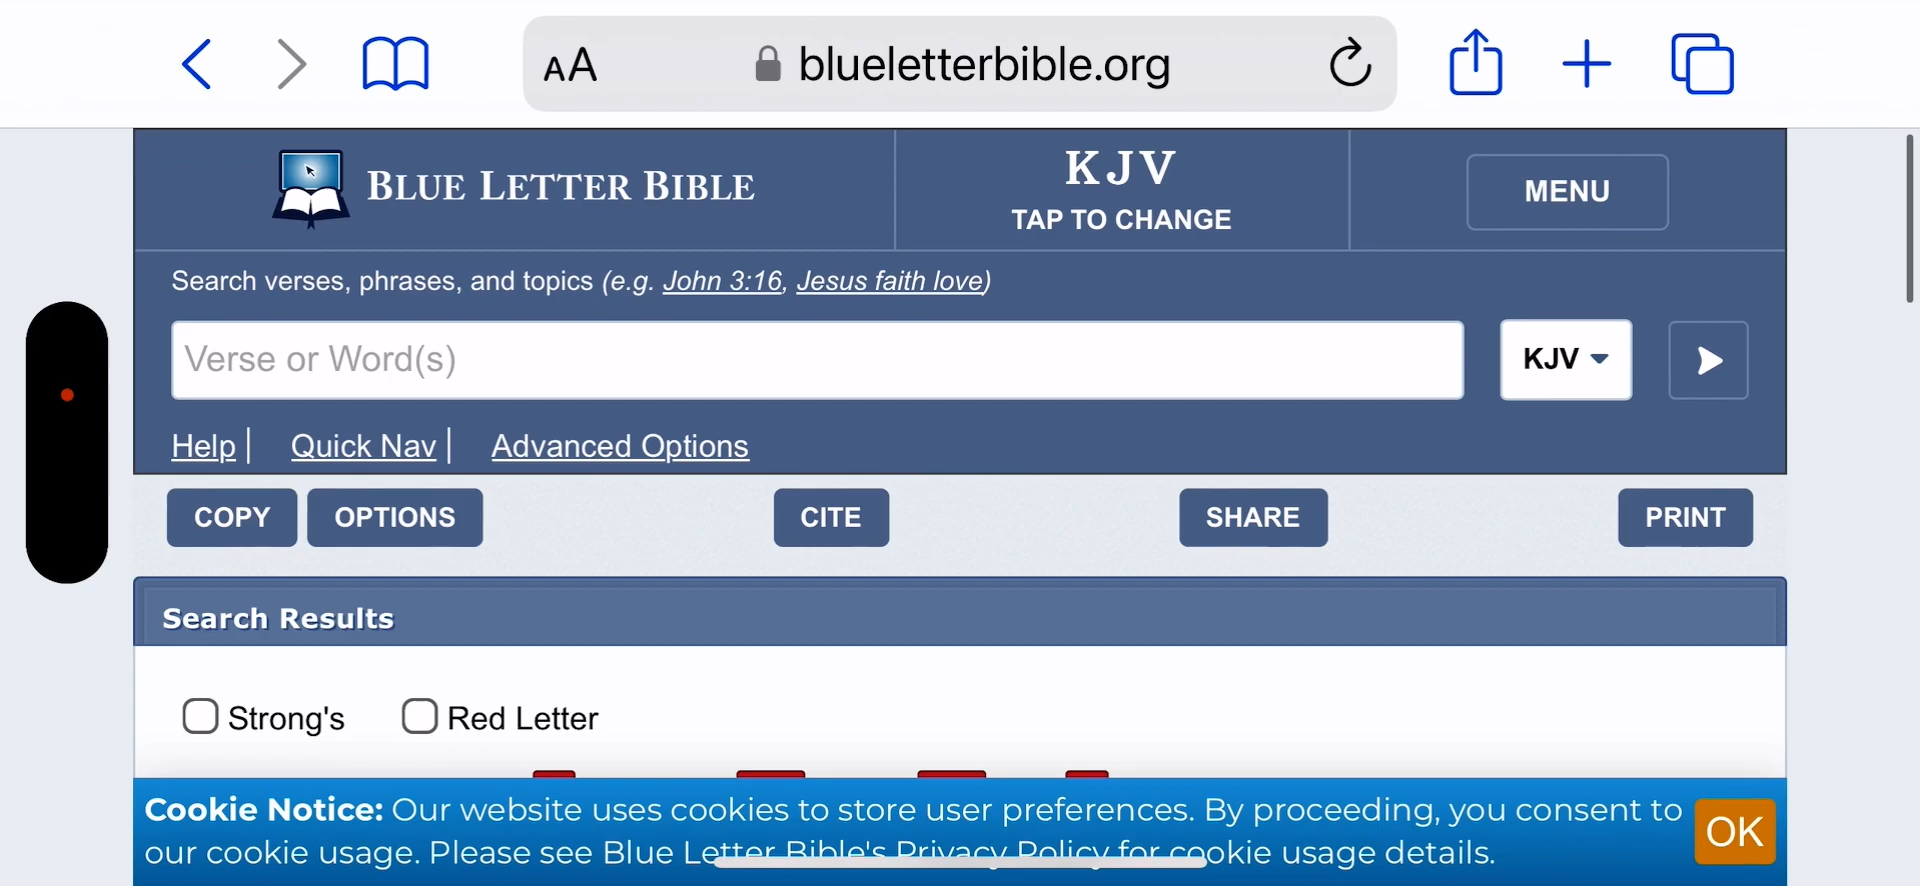 AA blueletterbible.org
BLUE LETTER BIBLE
KJV
TAP TO CHANGE
MENU
Search verses, phrases, and topics (e.g. John 3:16, Jesus faith love)
Verse or Word(s)
KJV
Help | Quick Nav | Advanced Options
COPY OPTIONS CITE SHARE PRINT
Search Results
Strong's Red Letter
Cookie Notice: Our website uses cookies to store user preferences. By proceeding, you consent to
our cookie usage. Please see Blue Letter Bible's Privacy Policy for cookie usage details.
OK